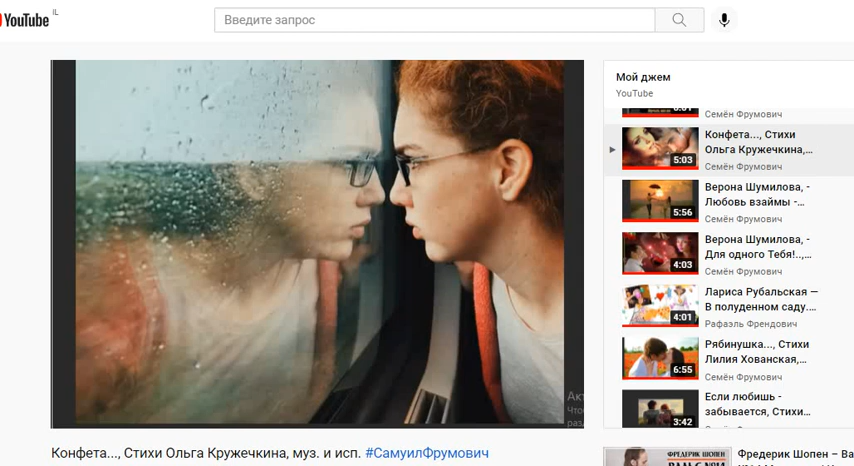 YouTube IL
Введите запрос
Мой джем
YouTube
Семён Фрумович
Конфета..., Стихи
Ольга Кружечкина,...
5:03
Семён Фрумович
Верона Шумилова, -
Любовь взаймы -...
5:56
Семён Фрумович
Верона Шумилова, -
Для одного Тебя!..,...
4:03
Семён Фрумович
Лариса Рубальская —
В полуденном саду....
4:01
Рафаэль Френдович
Рябинушка..., Стихи
Лилия Хованская,...
6:55
Семён Фрумович
Если любишь -
забывается, Стихи...
3:42
Конфета..., Стихи Ольга Кружечкина, муз. и исп. #СамуилФрумович
ФРЕДЕРИК ШОПЕН
Фредерик Шопен – Ва